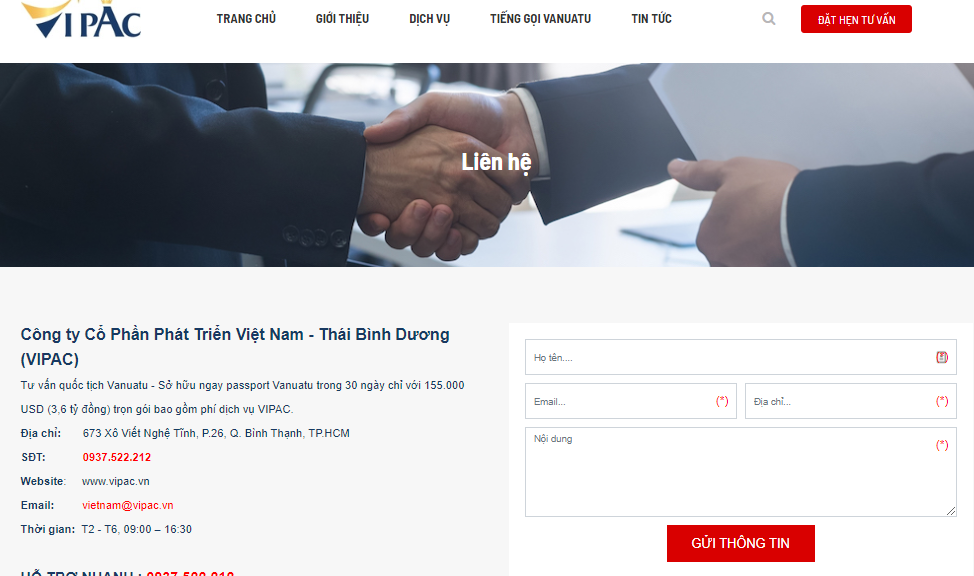 VIPAC
TRANG CHỦ GIỚI THIỆU DỊCH VỤ TIẾNG GỌI VANUATU TIN TỨC ĐẶT HẸN TƯ VẤN
Liên hệ
Công ty Cổ Phần Phát Triển Việt Nam - Thái Bình Dương
(VIPAC)
Tư vấn quốc tịch Vanuatu - Sở hữu ngay passport Vanuatu trong 30 ngày chỉ với 155.000
USD (3,6 tỷ đồng) trọn gói bao gồm phí dịch vụ VIPAC.
Địa chỉ: 673 Xô Viết Nghệ Tĩnh, P.26, Q. Bình Thạnh, TP.HCM
SĐT: 0937.522.212
Website: www.vipac.vn
Email: vietnam@vipac.vn
Thời gian: T2 - T6, 09:00 – 16:30
HỖ TRỢ NHANH :
Họ tên....
Email... (*) Địa chỉ... (*)
Nội dung (*)
GỬI THÔNG TIN